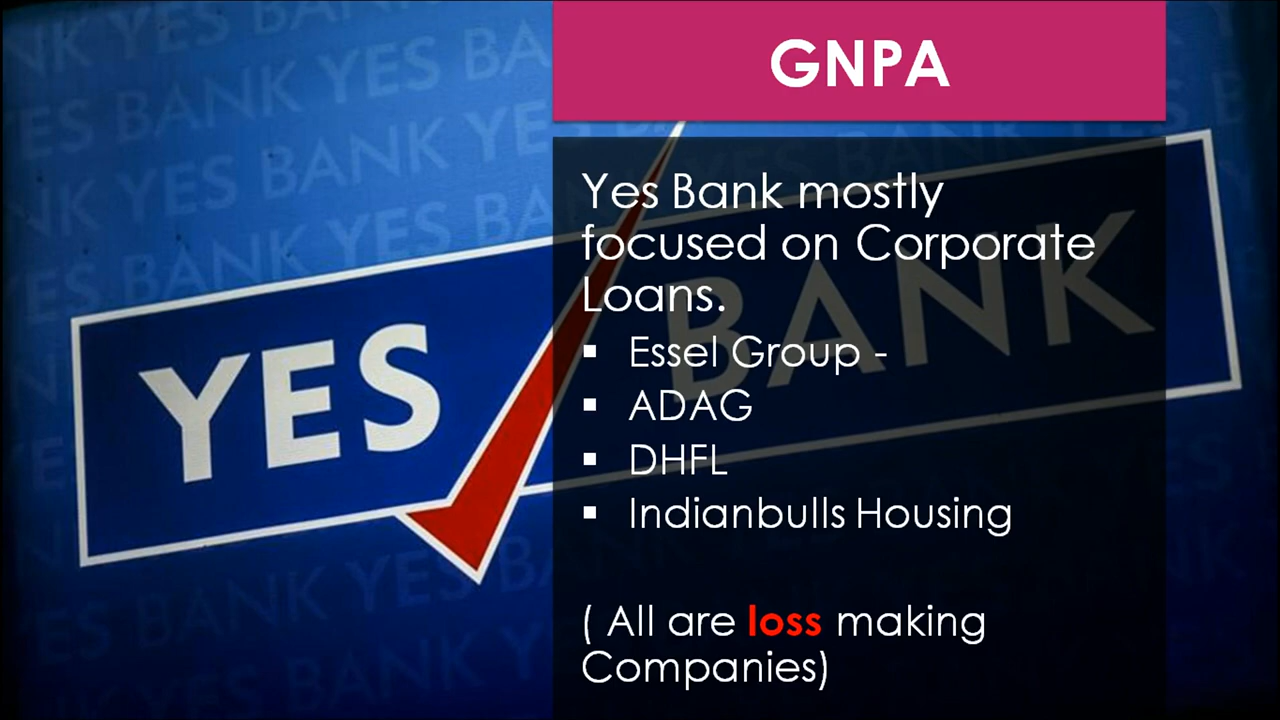 GNPA
Yes Bank mostly
focused on Corporate
Loans.
▪ Essel Group -
▪ ADAG
▪ DHFL
▪ Indianbulls Housing
( All are loss making
Companies)
YES BANK